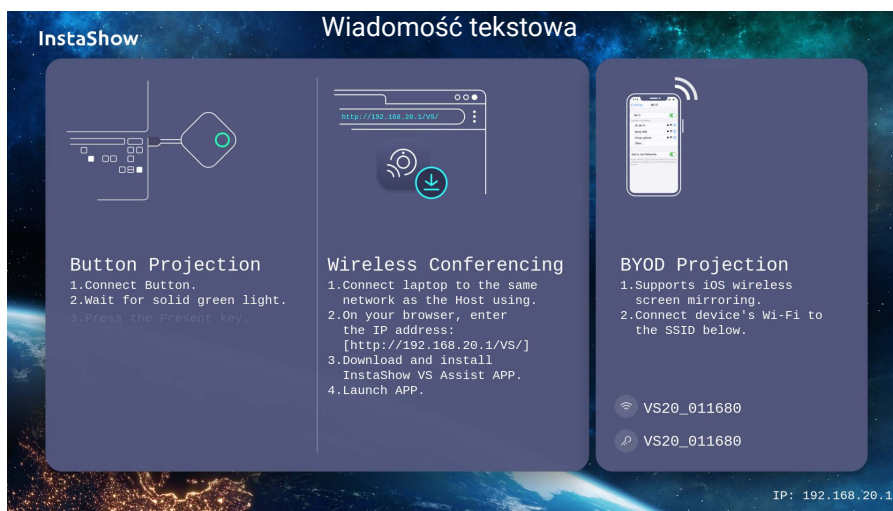 InstaShow
Wiadomość tekstowa
http://192.168.20.1/VS/
Button Projection
1.Connect Button.
2.Wait for solid green light.
3.Press the Present key.
Wireless Conferencing
1.Connect laptop to the same
network as the Host using.
2.On your browser, enter
the IP address:
[http://192.168.20.1/VS/]
3.Download and install
InstaShow VS Assist APP.
4.Launch APP.
BYOD Projection
1.Supports iOS wireless
screen mirroring.
2.Connect device's Wi-Fi to
the SSID below.
VS20_011680
VS20_011680
IP: 192.168.20.1